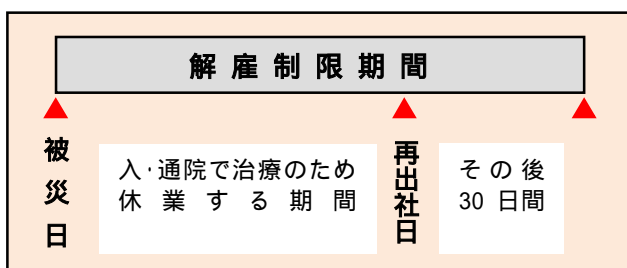 解雇制限期間
被災日
入・通院で治療のため
休業する期間
再出社日
その後
30日間